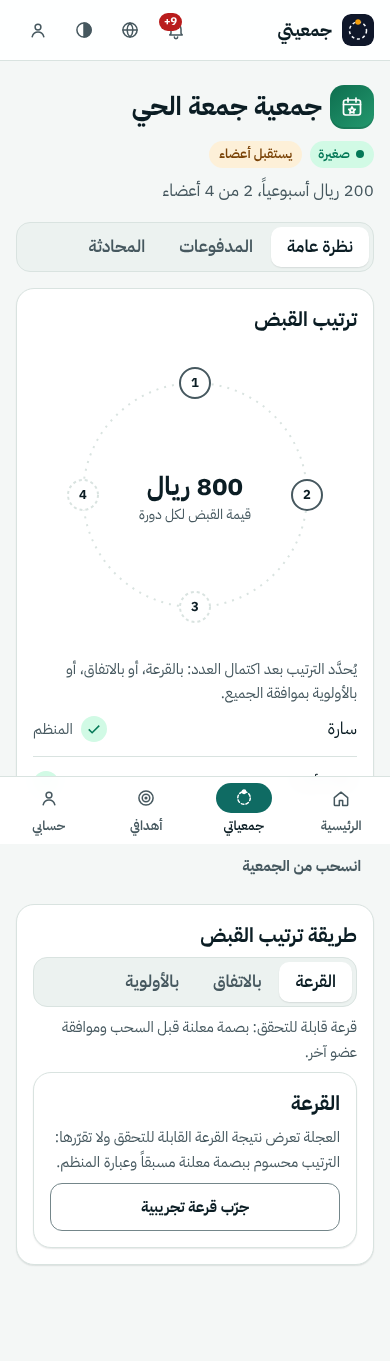 جمعيتي
+9
جمعية جمعة الحي
صغيرة
يستقبل أعضاء
200 ريال أسبوعياً، 2 من 4 أعضاء
نظرة عامة
المدفوعات
المحادثة
ترتيب القبض
1
2
3
4
800 ريال
قيمة القبض لكل دورة
يُحدَّد الترتيب بعد اكتمال العدد: بالقرعة، أو بالاتفاق، أو
بالأولوية بموافقة الجميع.
سارة
المنظم
الرئيسية
جمعياتي
أهدافي
حسابي
انسحب من الجمعية
طريقة ترتيب القبض
القرعة
بالاتفاق
بالأولوية
قرعة قابلة للتحقق: بصمة معلنة قبل السحب وموافقة
عضو آخر.
القرعة
العجلة تعرض نتيجة القرعة القابلة للتحقق ولا تقرّرها:
الترتيب محسوم ببصمة معلنة مسبقاً وعبارة المنظم.
جرّب قرعة تجريبية